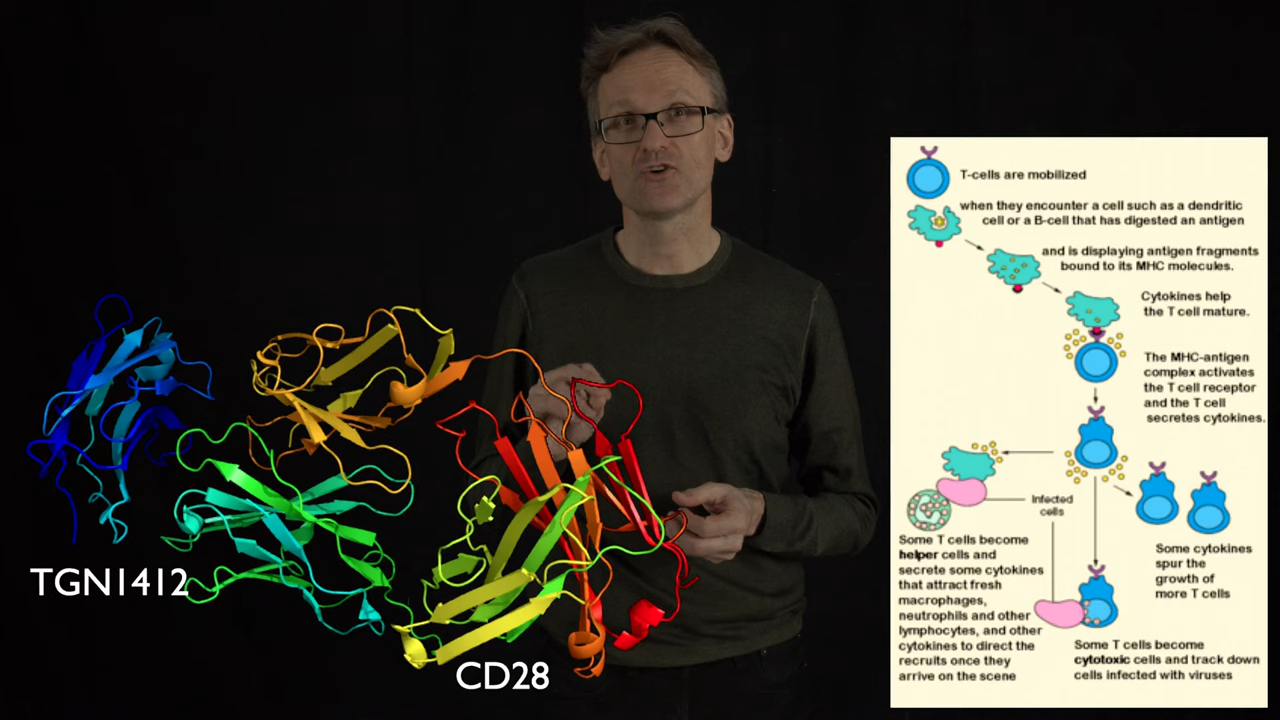 TGN1412
CD28
T-cells are mobilized
when they encounter a cell such as a dendritic
cell or a B-cell that has digested an antigen
and is displaying antigen fragments
bound to its MHC molecules.
Cytokines help
the T cell mature.
The MHC-antigen
complex activates
the T cell receptor
and the T cell
secretes cytokines.
Infected
cells
Some T cells become
helper cells and
secrete some cytokines
that attract fresh
macrophages,
neutrophils and other
lymphocytes, and other
cytokines to direct the
recruits once they
arrive on the scene
Some cytokines
spur the
growth of
more T cells
Some T cells become
cytotoxic cells and track down
cells infected with viruses